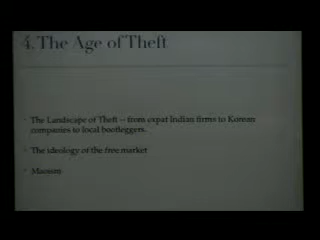 4. The Age of Theft
The Landscape of Theft – from expat Indian firms to Korean
companies to local bootleggers.
The ideology of the free market
Maoism